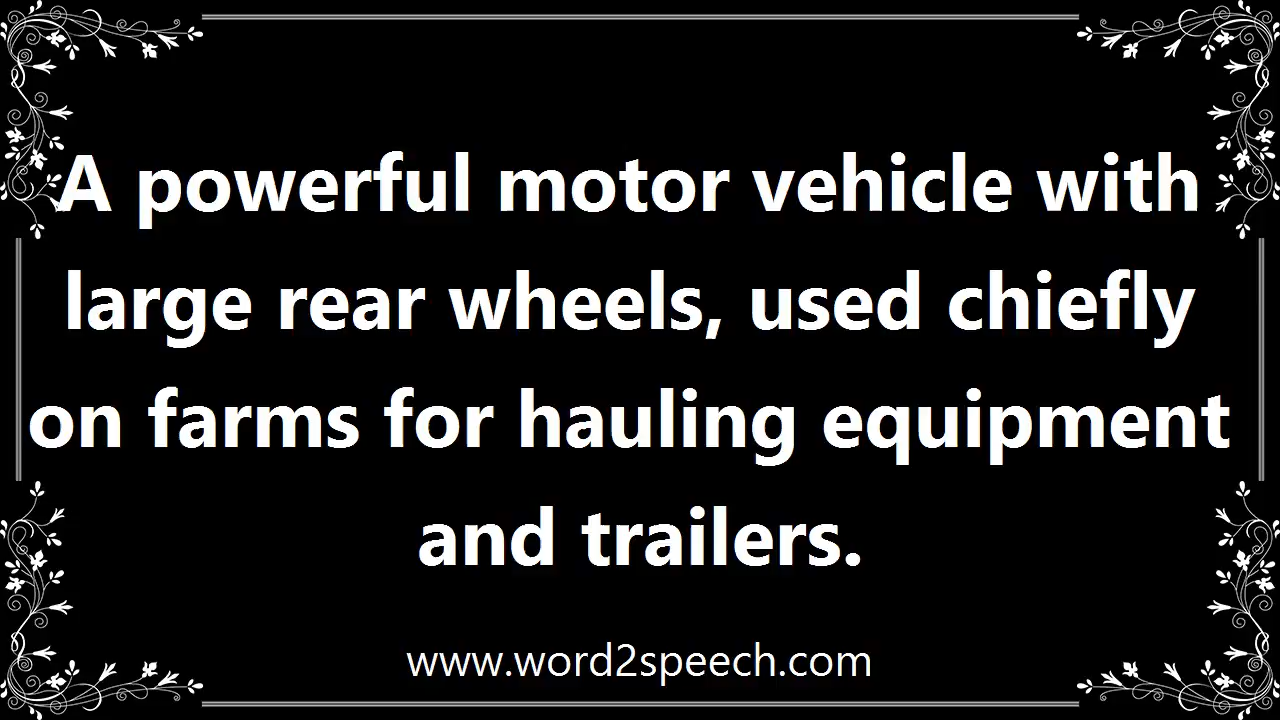 A powerful motor vehicle with
large rear wheels, used chiefly
on farms for hauling equipment
and trailers.
www.word2speech.com